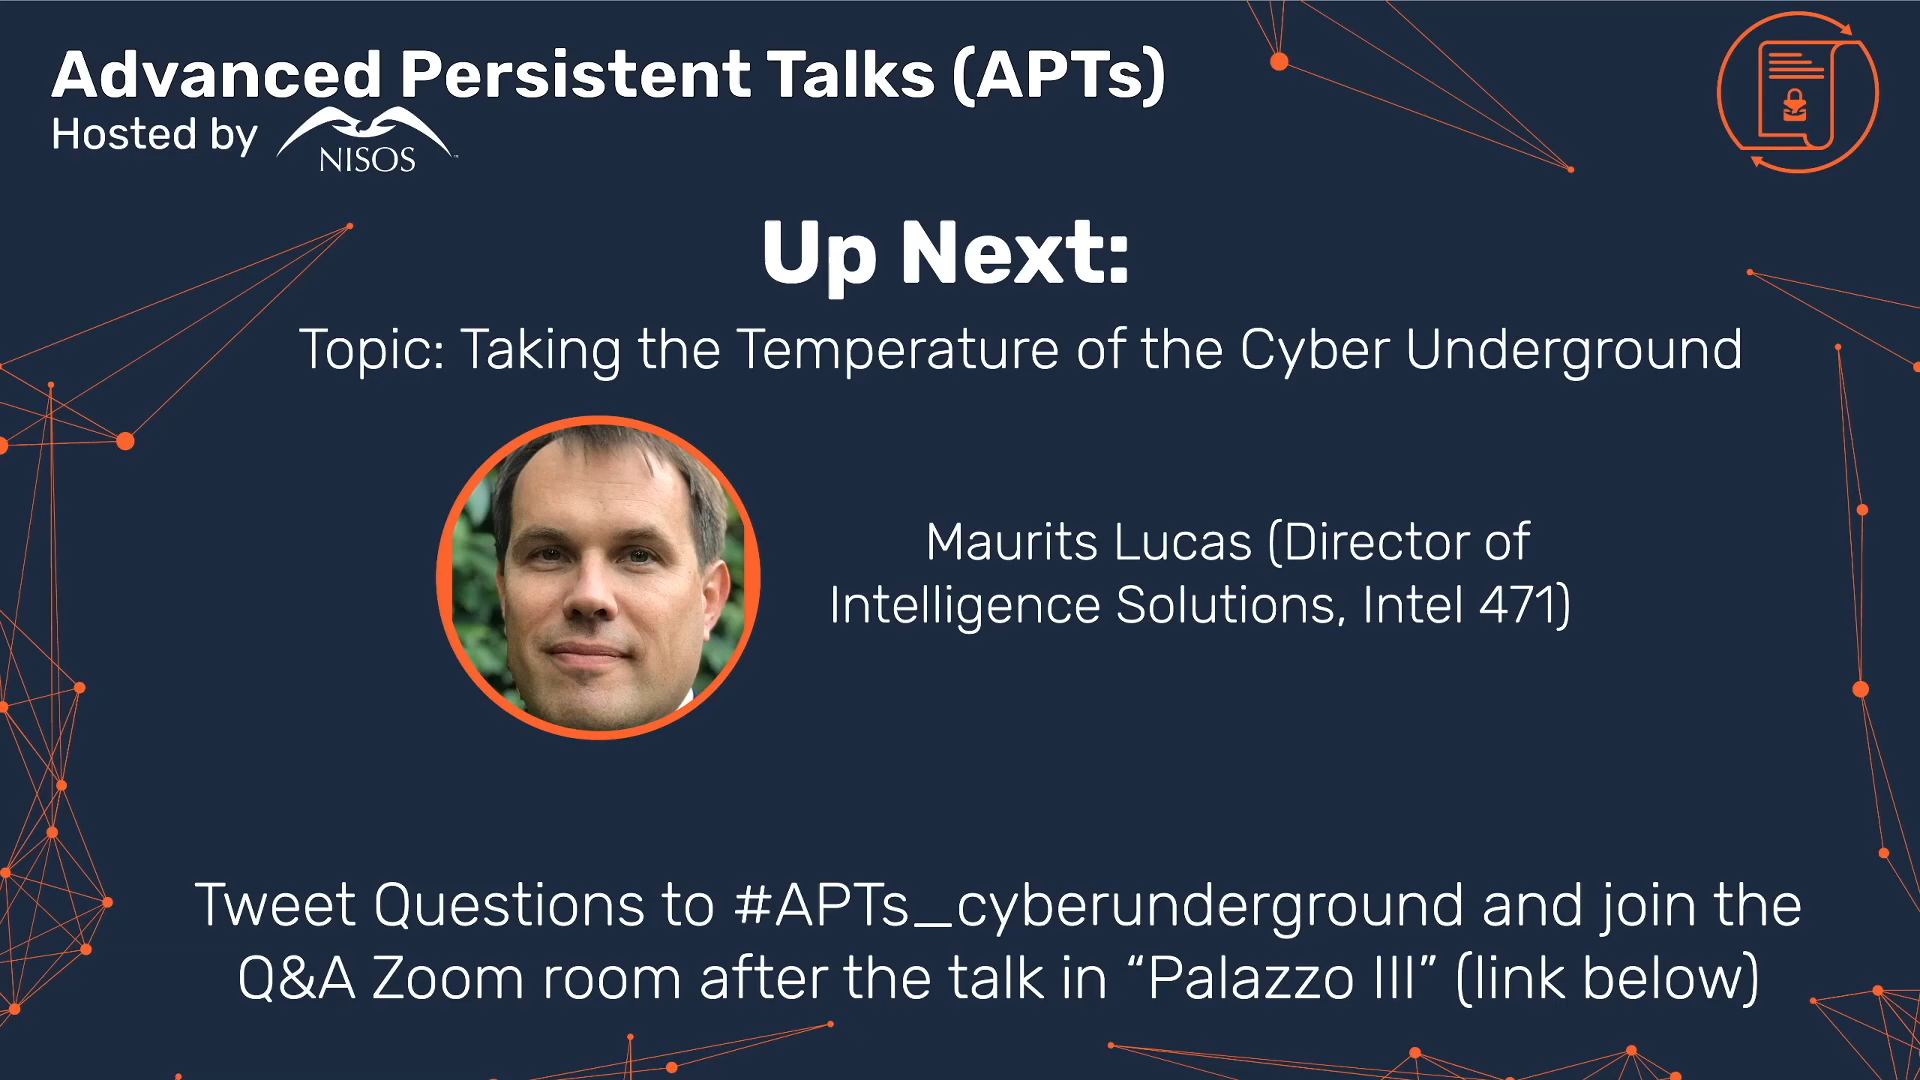 Advanced Persistent Talks (APTs)
Hosted by NISOS™
Up Next:
Topic: Taking the Temperature of the Cyber Underground
Maurits Lucas (Director of
Intelligence Solutions, Intel 471)
Tweet Questions to #APTs_cyberunderground and join the
Q&A Zoom room after the talk in “Palazzo III” (link below)